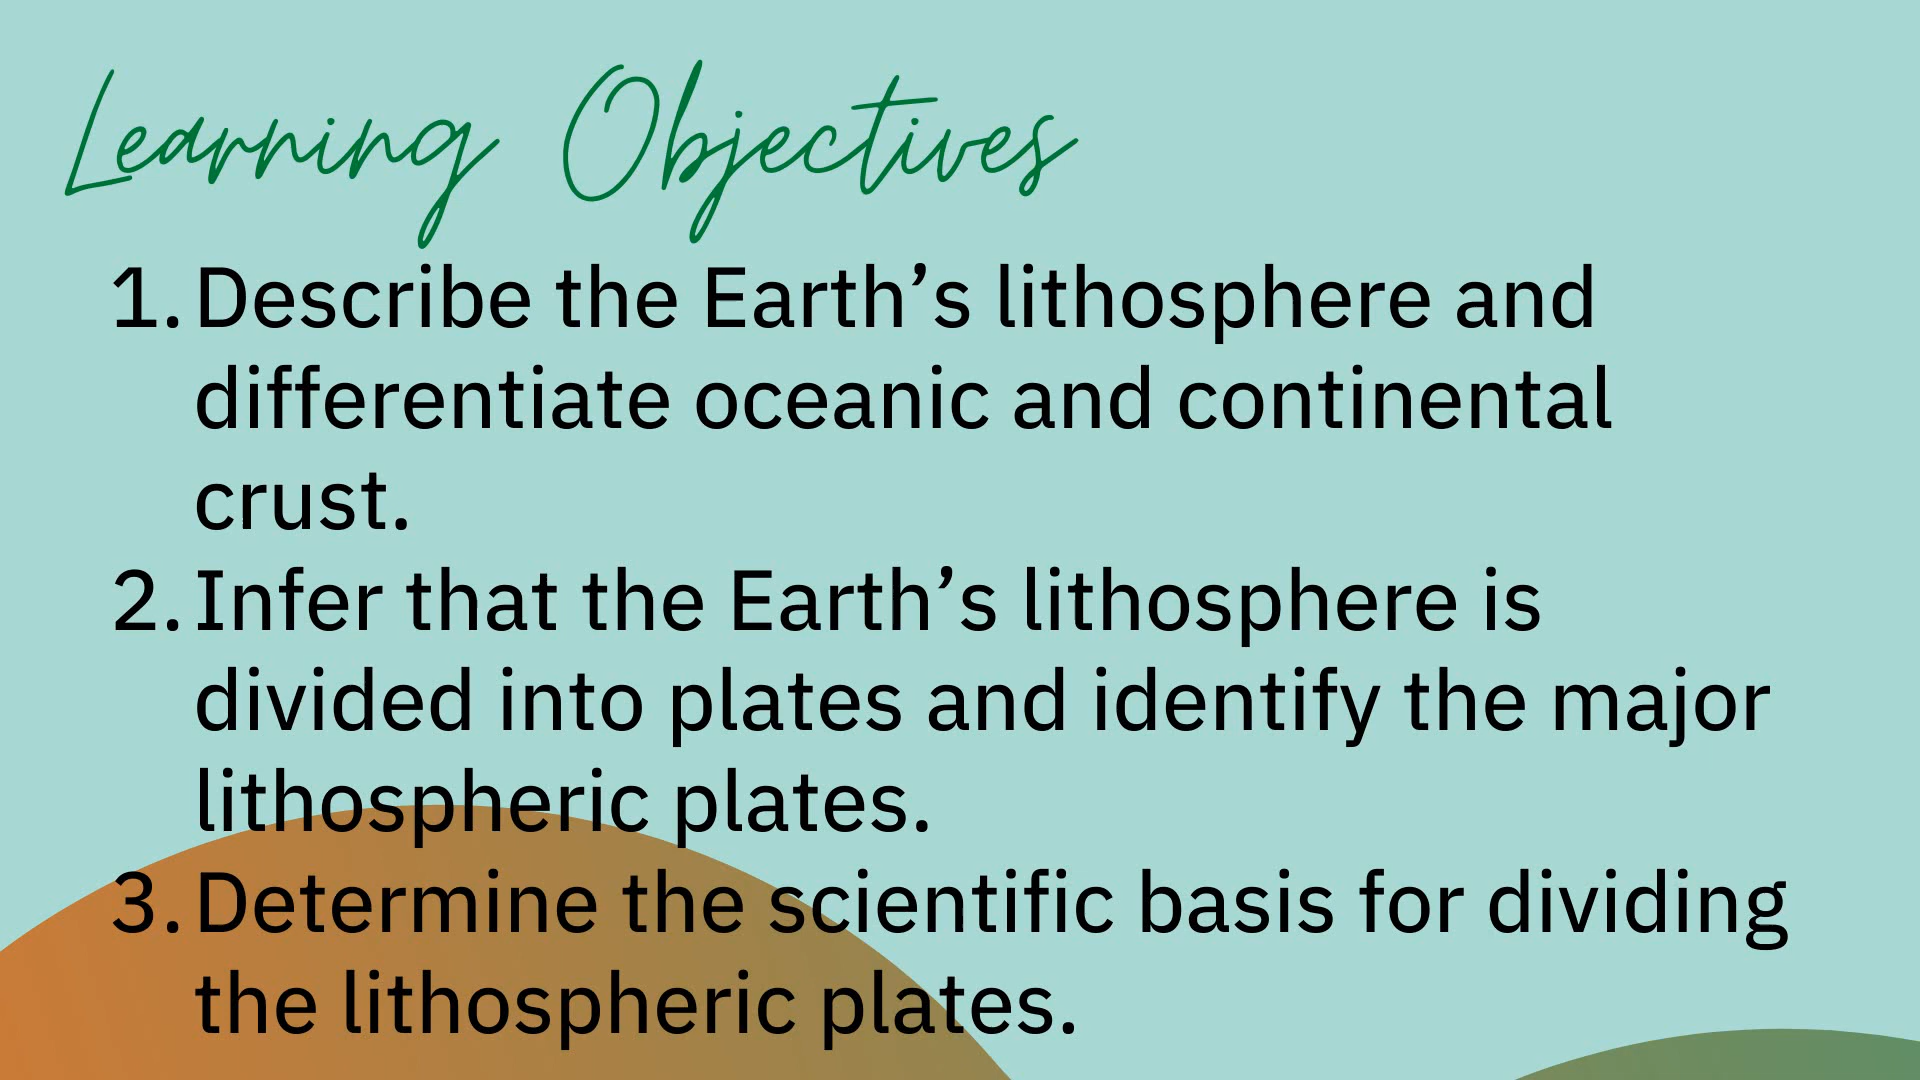 Learning Objectives
1. Describe the Earth’s lithosphere and
differentiate oceanic and continental
crust.
2. Infer that the Earth’s lithosphere is
divided into plates and identify the major
lithospheric plates.
3. Determine the scientific basis for dividing
the lithospheric plates.